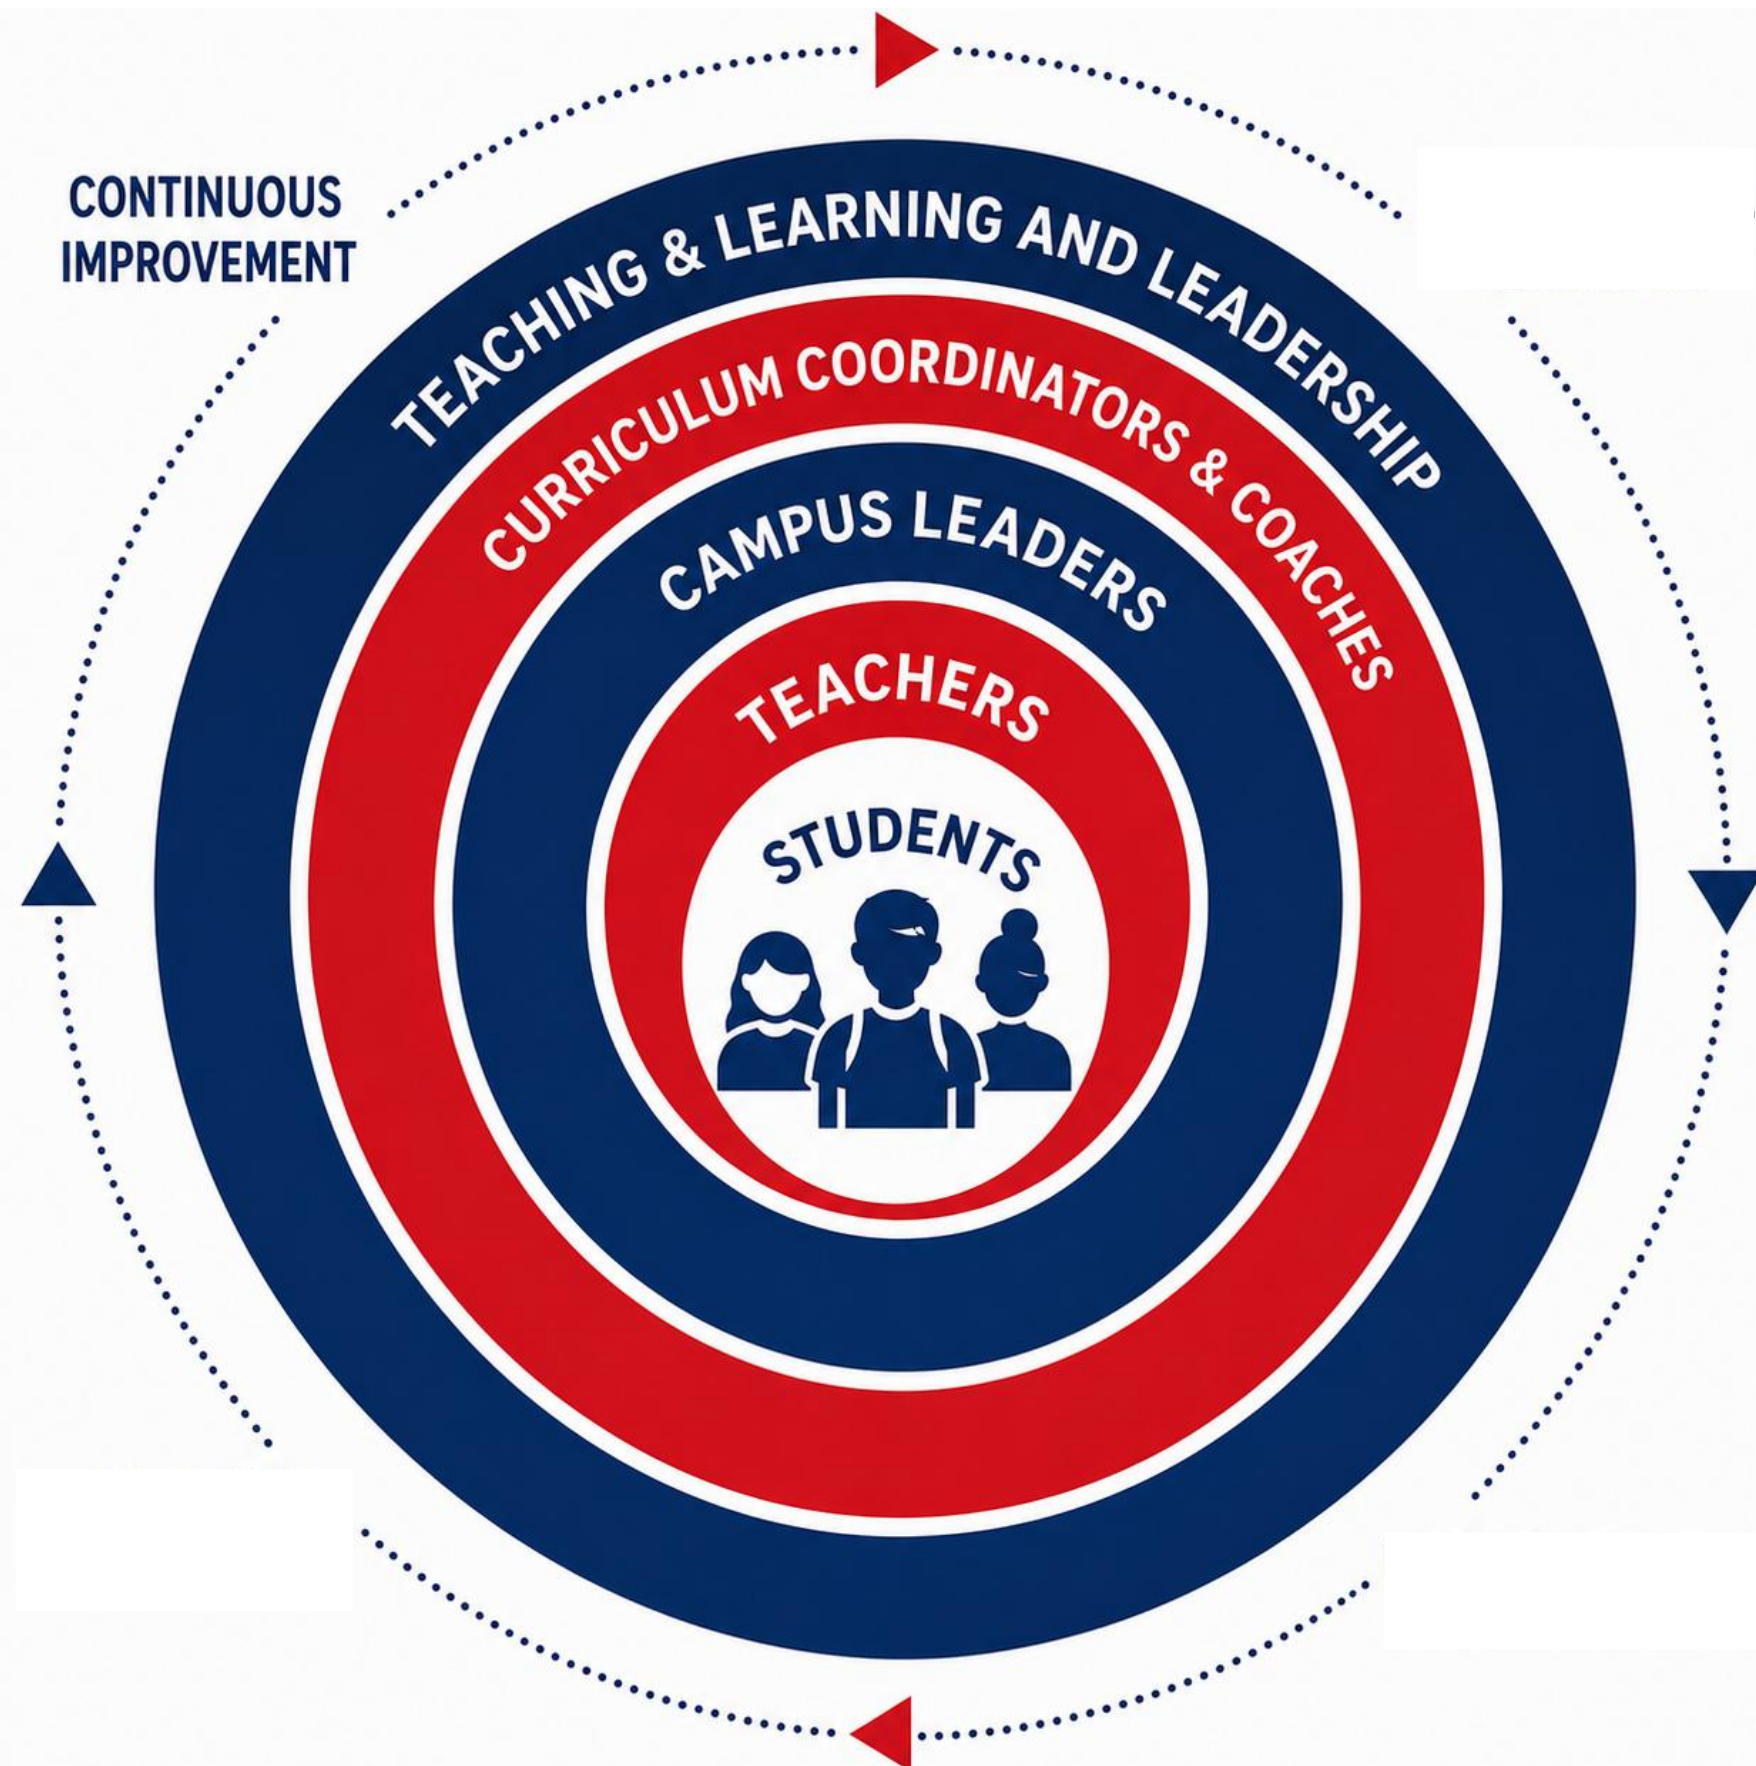 CONTINUOUS
IMPROVEMENT
TEACHING & LEARNING AND LEADERSHIP
CURRICULUM COORDINATORS & COACHES
CAMPUS LEADERS
TEACHERS
STUDENTS